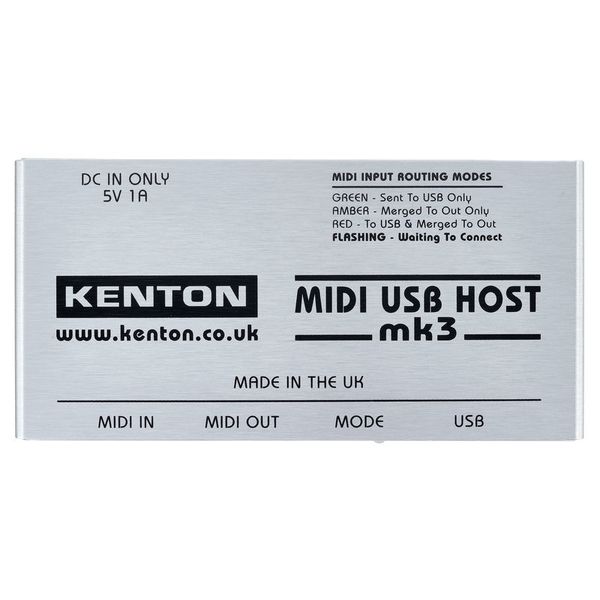 DC IN ONLY
5V 1A
MIDI INPUT ROUTING MODES
GREEN - Sent To USB Only
AMBER - Merged To Out Only
RED - To USB & Merged To Out
FLASHING - Waiting To Connect
KENTON
www.kenton.co.uk
MIDI USB HOST
mk3
MADE IN THE UK
MIDI IN MIDI OUT MODE USB